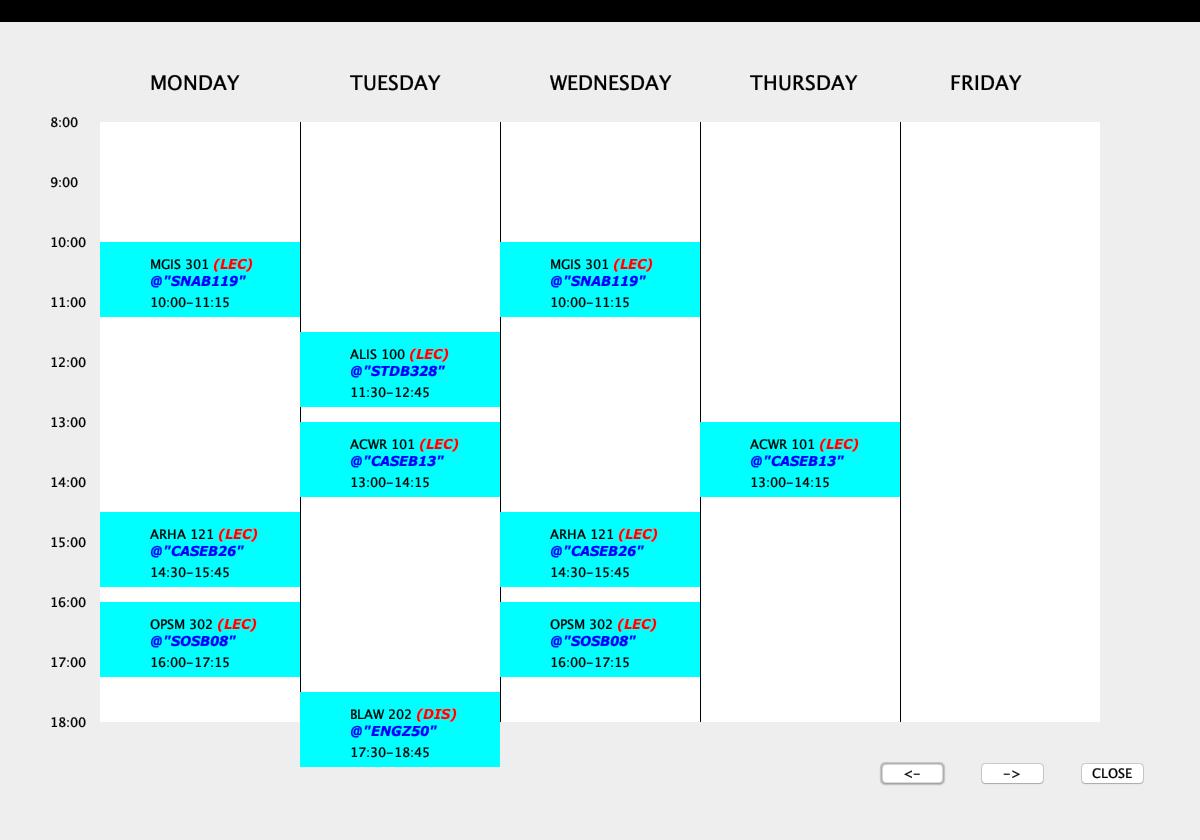 MONDAY TUESDAY WEDNESDAY THURSDAY FRIDAY
8:00
9:00
10:00
11:00
12:00
13:00
14:00
15:00
16:00
17:00
18:00
MGIS 301 (LEC)
@"SNAB119"
10:00-11:15
ARHA 121 (LEC)
@"CASEB26"
14:30-15:45
OPSM 302 (LEC)
@"SOSB08"
16:00-17:15
ALIS 100 (LEC)
@"STDB328"
11:30-12:45
ACWR 101 (LEC)
@"CASEB13"
13:00-14:15
BLAW 202 (DIS)
@"ENGZ50"
17:30-18:45
MGIS 301 (LEC)
@"SNAB119"
10:00-11:15
ARHA 121 (LEC)
@"CASEB26"
14:30-15:45
OPSM 302 (LEC)
@"SOSB08"
16:00-17:15
ACWR 101 (LEC)
@"CASEB13"
13:00-14:15
<- -> CLOSE